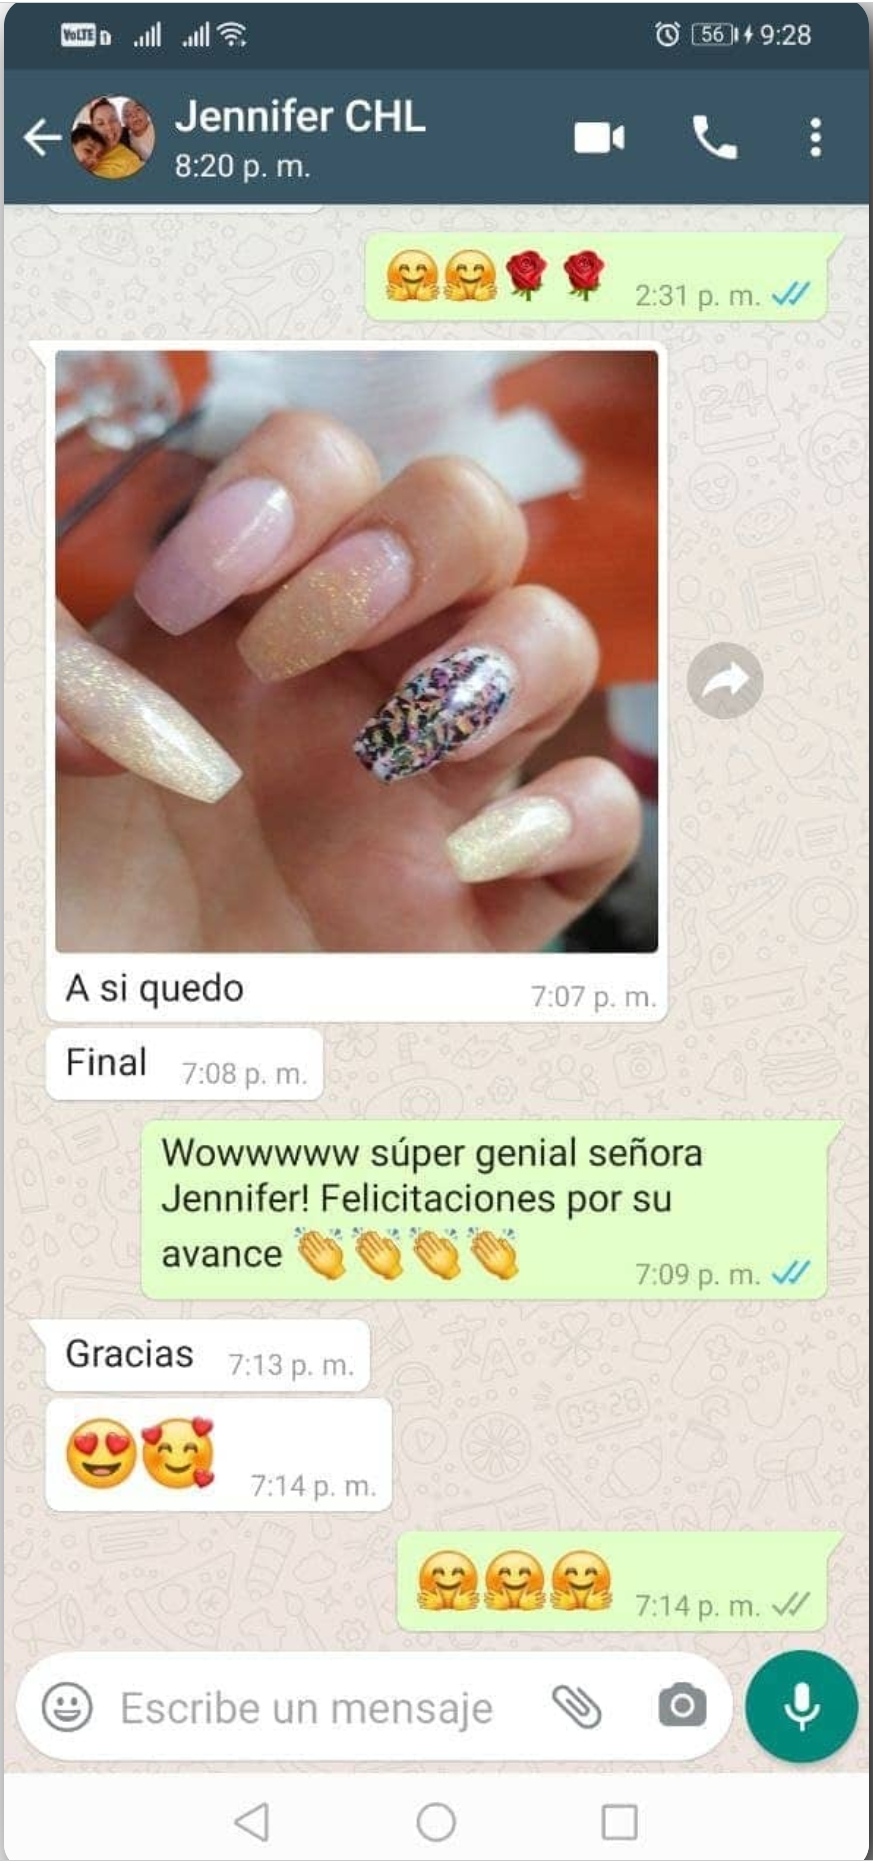 VoLTE 56 9:28
Jennifer CHL
8:20 p. m.
🤗🤗🌹🌹 2:31 p. m.
A si quedo 7:07 p. m.
Final 7:08 p. m.
Wowwwww súper genial señora
Jennifer! Felicitaciones por su
avance 👏👏👏👏 7:09 p. m.
Gracias 7:13 p. m.
😍🥰 7:14 p. m.
🤗🤗🤗 7:14 p. m.
Escribe un mensaje